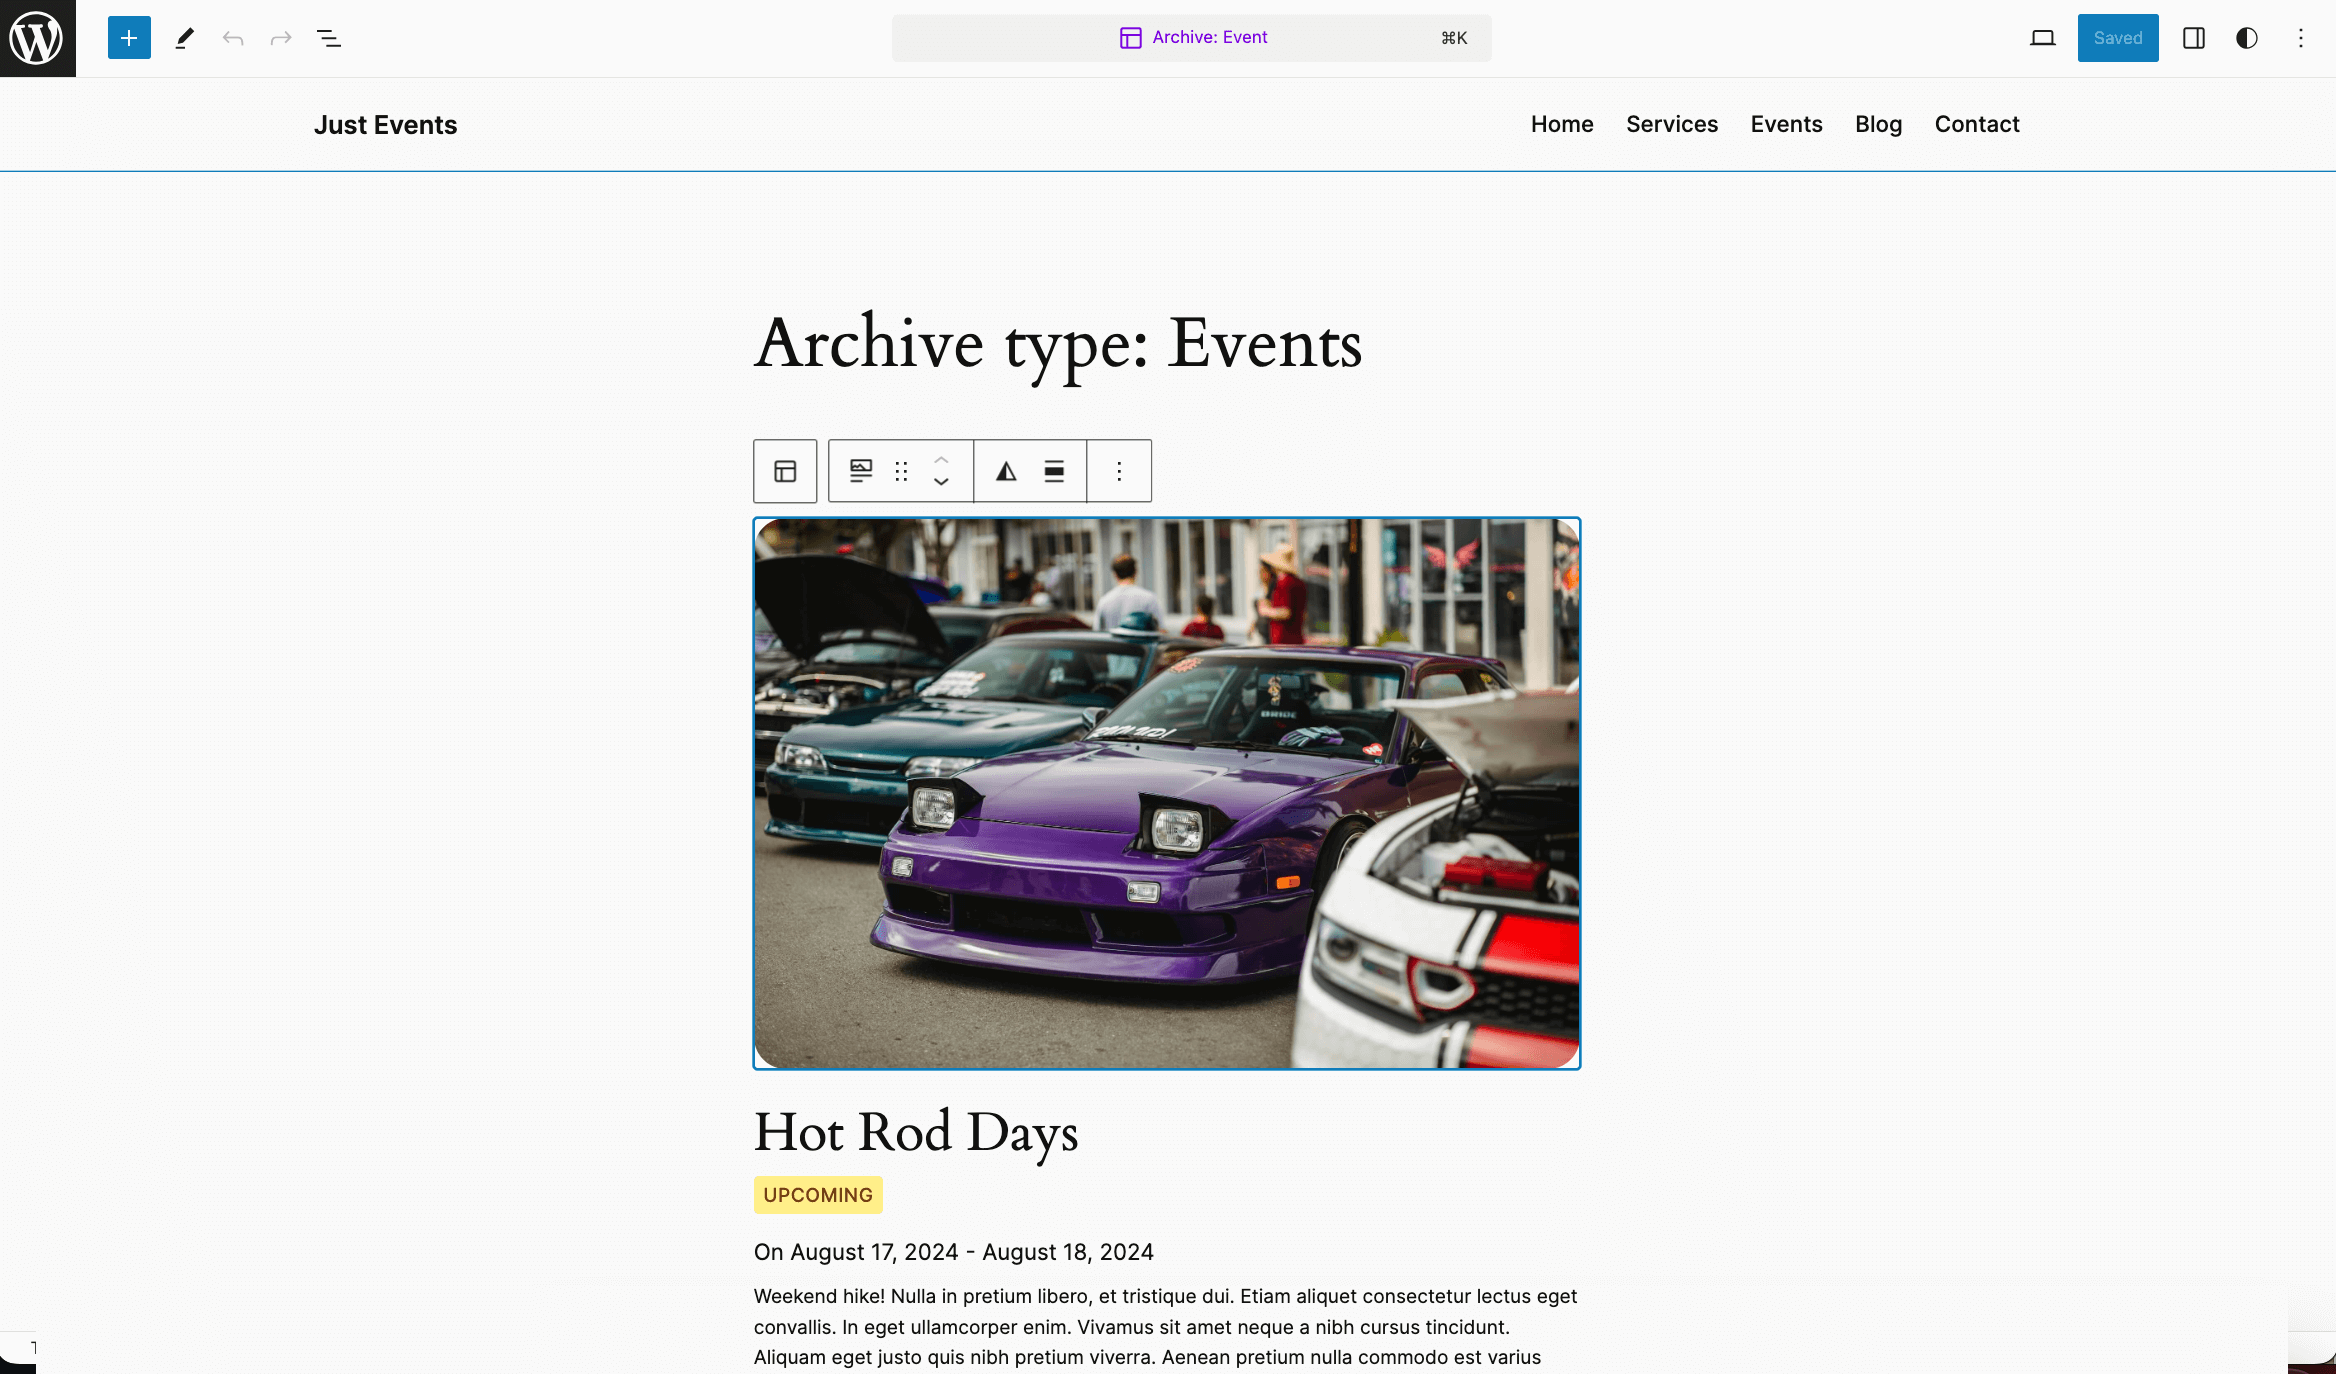 Archive: Event
⌘K
Saved
Just Events
Home Services Events Blog Contact
Archive type: Events
BRIDE
Hot Rod Days
UPCOMING
On August 17, 2024 - August 18, 2024
Weekend hike! Nulla in pretium libero, et tristique dui. Etiam aliquet consectetur lectus eget
convallis. In eget ullamcorper enim. Vivamus sit amet neque a nibh cursus tincidunt.
Aliquam eget justo quis nibh pretium viverra. Aenean pretium nulla commodo est varius